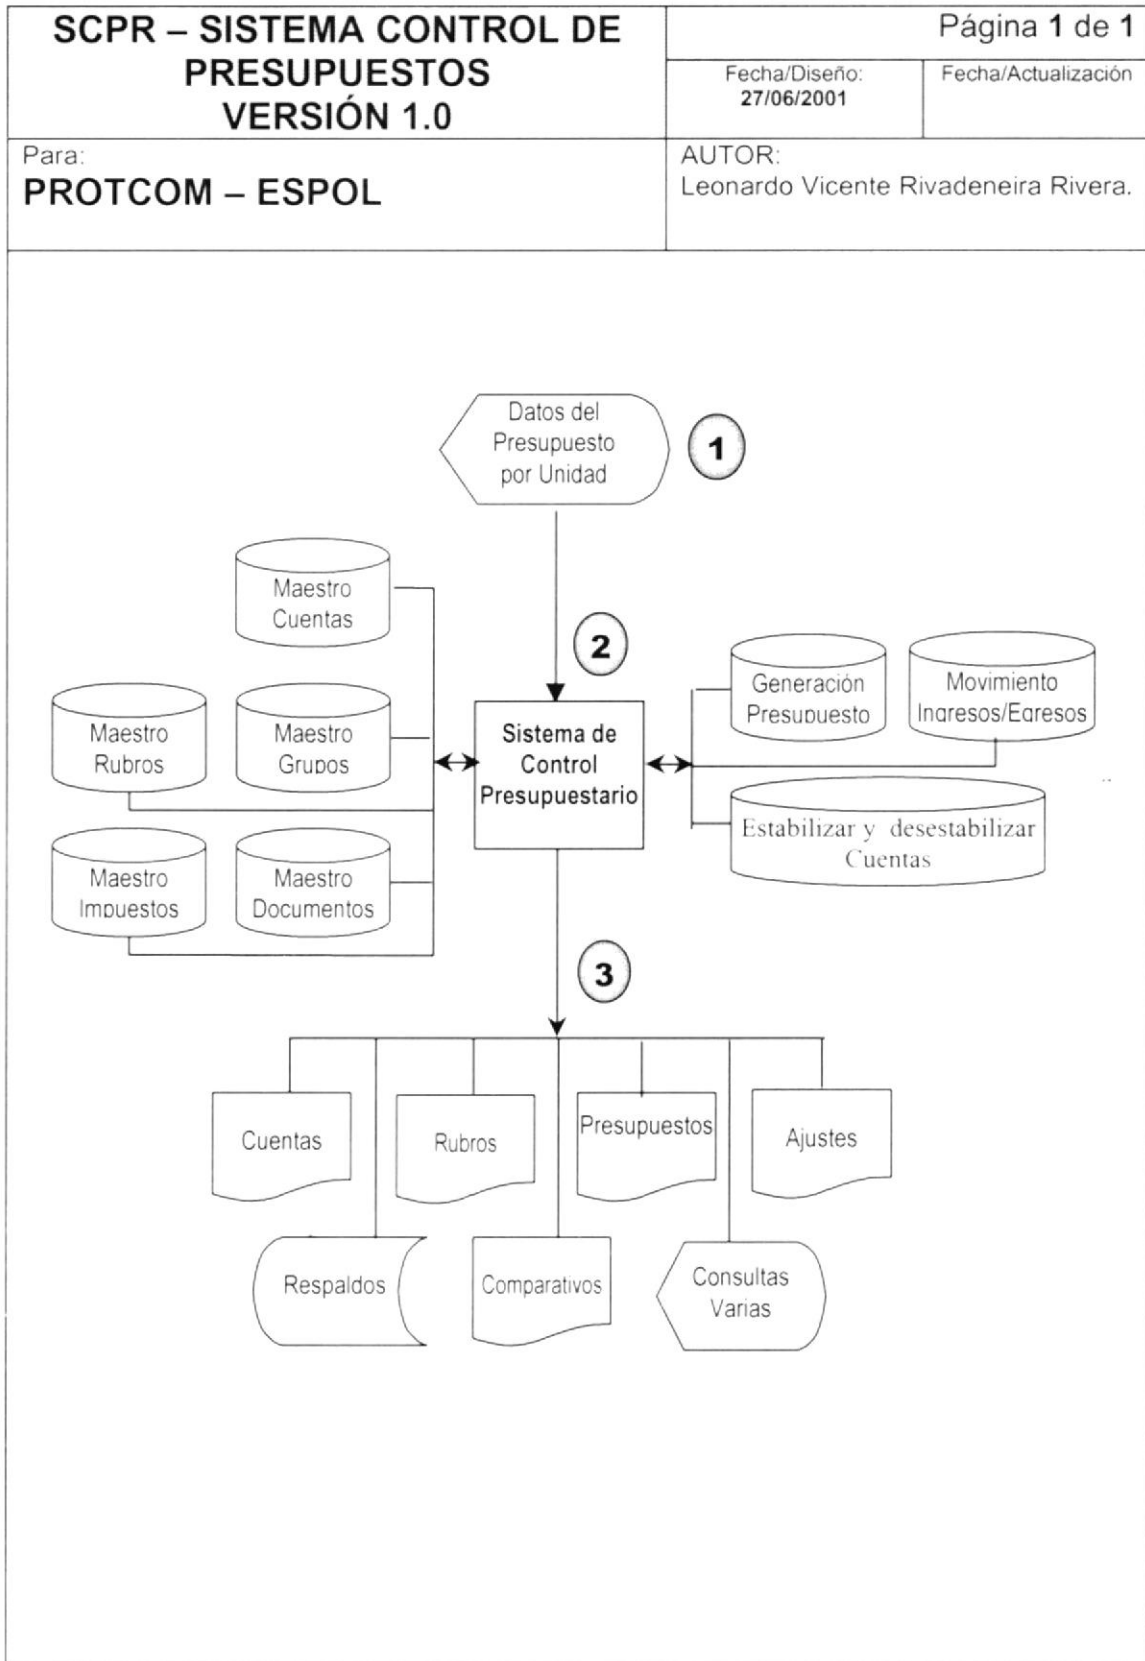 SCPR – SISTEMA CONTROL DE
PRESUPUESTOS
VERSIÓN 1.0
Página 1 de 1
Fecha/Diseño:
27/06/2001
Fecha/Actualización
Para:
PROTCOM – ESPOL
AUTOR:
Leonardo Vicente Rivadeneira Rivera.
Datos del
Presupuesto
por Unidad
1
Maestro
Cuentas
2
Maestro
Rubros
Maestro
Grupos
Sistema de
Control
Presupuestario
Generación
Presupuesto
Movimiento
Ingresos/Egresos
Estabilizar y desestabilizar
Cuentas
Maestro
Impuestos
Maestro
Documentos
3
Cuentas
Rubros
Presupuestos
Ajustes
Respaldos
Comparativos
Consultas
Varias